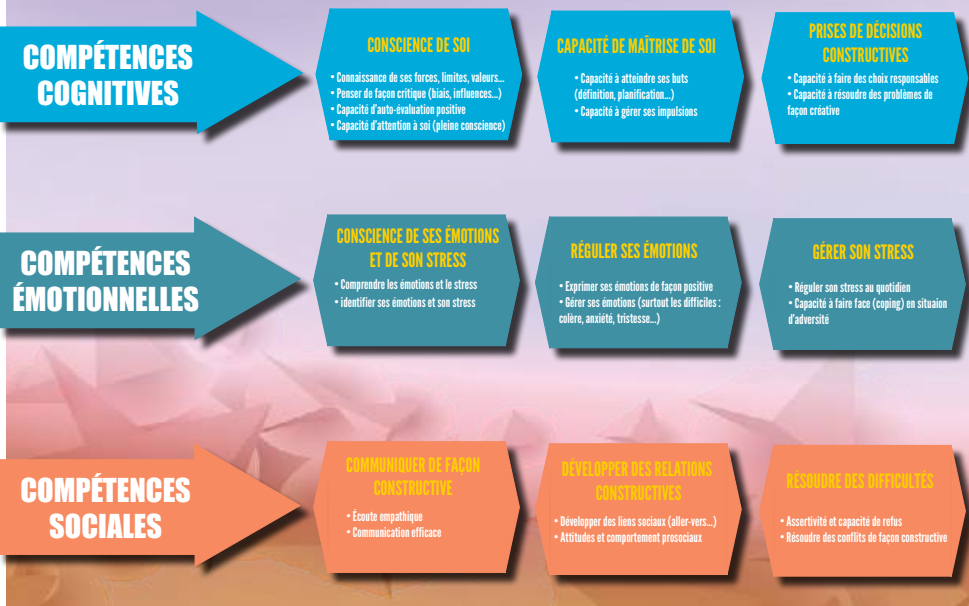 COMPÉTENCES
COGNITIVES
CONSCIENCE DE SOI
• Connaissance de ses forces, limites, valeurs...
• Penser de façon critique (biais, influences...)
• Capacité d'auto-évaluation positive
• Capacité d'attention à soi (pleine conscience)
CAPACITÉ DE MAÎTRISE DE SOI
• Capacité à atteindre ses buts
(définition, planification...)
• Capacité à gérer ses impulsions
PRISES DE DÉCISIONS
CONSTRUCTIVES
• Capacité à faire des choix responsables
• Capacité à résoudre des problèmes de
façon créative
COMPÉTENCES
ÉMOTIONNELLES
CONSCIENCE DE SES ÉMOTIONS
ET DE SON STRESS
• Comprendre les émotions et le stress
• identifier ses émotions et son stress
RÉGULER SES ÉMOTIONS
• Exprimer ses émotions de façon positive
• Gérer ses émotions (surtout les difficiles :
colère, anxiété, tristesse...)
GÉRER SON STRESS
• Réguler son stress au quotidien
• Capacité à faire face (coping) en situaion
d'adversité
COMPÉTENCES
SOCIALES
COMMUNIQUER DE FAÇON
CONSTRUCTIVE
• Écoute empathique
• Communication efficace
DÉVELOPPER DES RELATIONS
CONSTRUCTIVES
• Développer des liens sociaux (aller-vers...)
• Attitudes et comportement prosociaux
RÉSOUDRE DES DIFFICULTÉS
• Assertivité et capacité de refus
• Résoudre des conflits de façon constructive